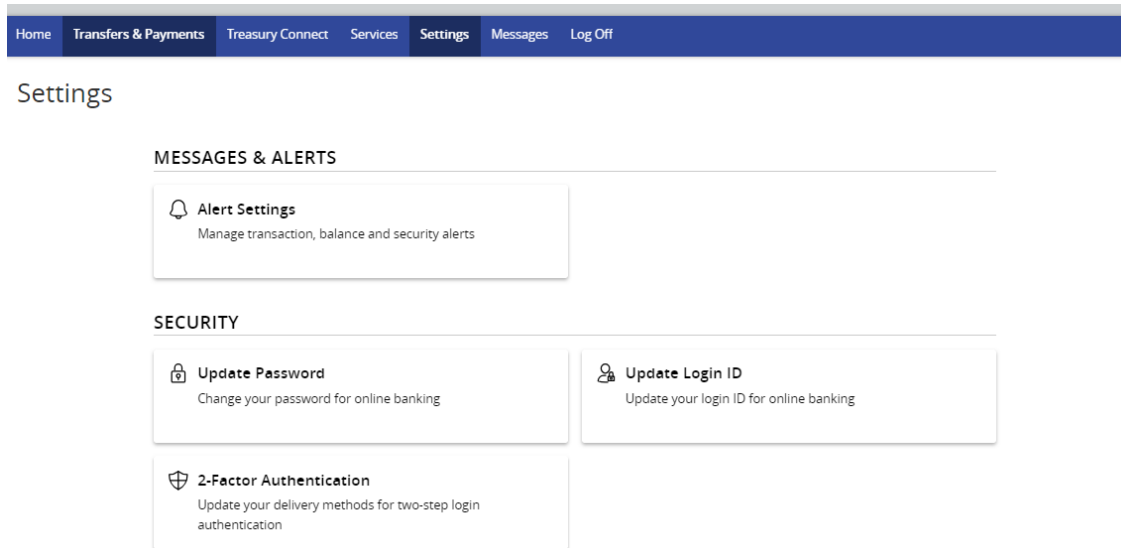 Home Transfers & Payments Treasury Connect Services Settings Messages Log Off
Settings
MESSAGES & ALERTS
Alert Settings
Manage transaction, balance and security alerts
SECURITY
Update Password
Change your password for online banking
Update Login ID
Update your login ID for online banking
2-Factor Authentication
Update your delivery methods for two-step login
authentication